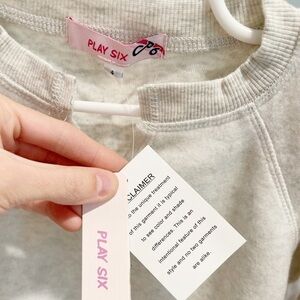 PLAY SIX
CLAIMER
to the unique treatment
of this garment it is typical
to see color and shade
differences. This is an
intentional feature of this
style and no two garments
are alike.
PLAY SIX